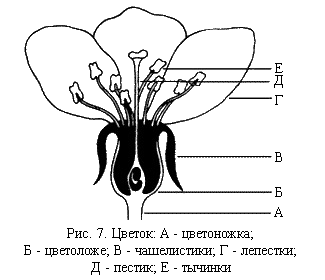 Е
Д
Г
В
Б
А
Рис. 7. Цветок: А - цветоножка;
Б - цветоложе; В - чашелистики; Г - лепестки;
Д - пестик; Е - тычинки